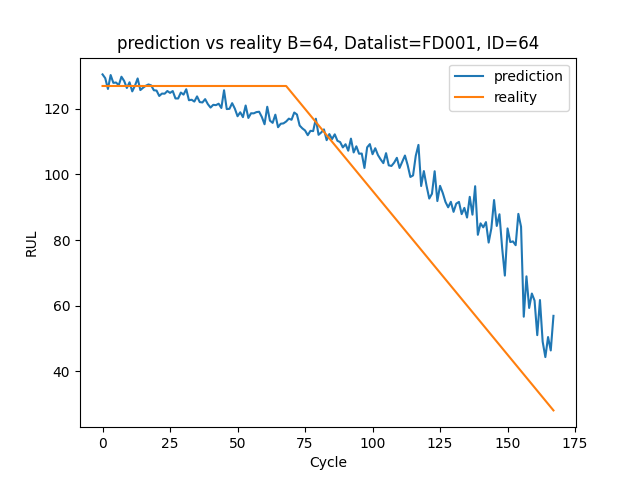 prediction vs reality B=64, Datalist=FD001, ID=64
prediction
reality
RUL
120
100
80
60
40
0 25 50 75 100 125 150 175
Cycle